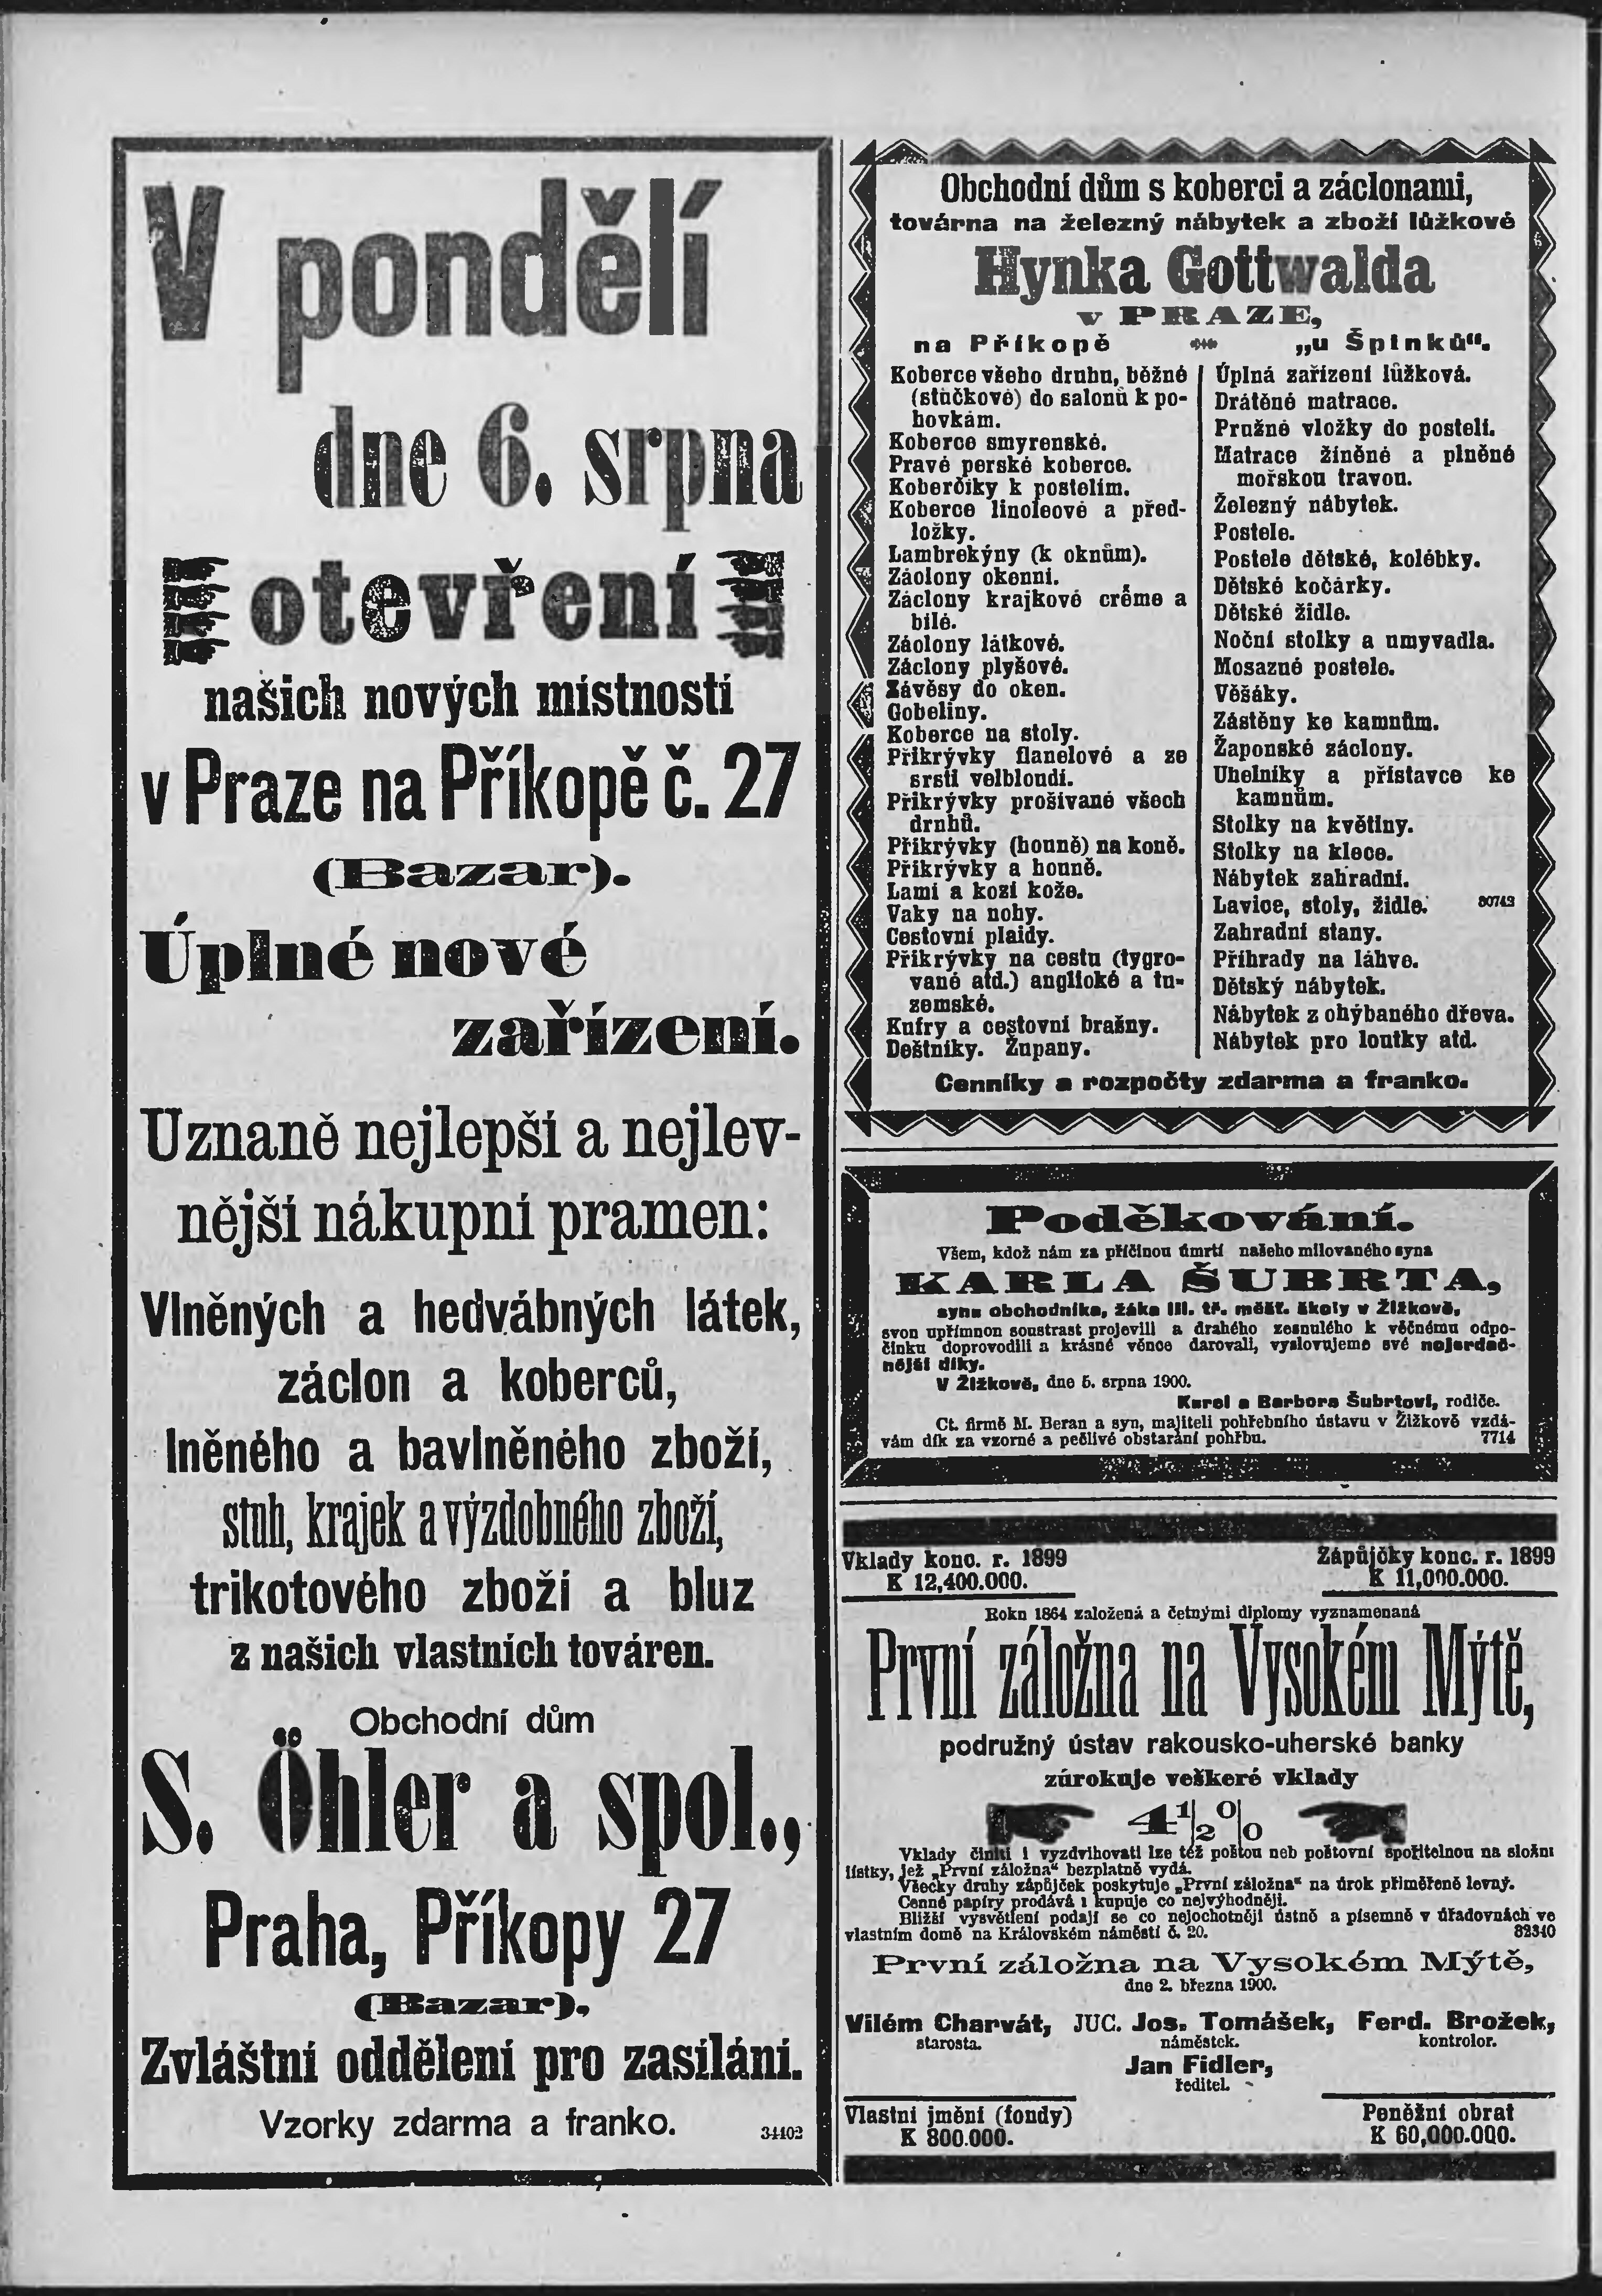 V pondělí
dne 6. srpna
otevření
našich nových místností
v Praze na Příkopě č. 27
(Bazar).
Úplné nové
zařízení.
Uznaně nejlepší a nejlev-
nější nákupní pramen:
Vlněných a hedvábných látek,
záclon a koberců,
lněného a bavlněného zboží,
stuh, krajek a výzdobného zboží,
trikotového zboží a bluz
z našich vlastních továren.
Obchodní dům
S. Öhler a spol.,
Praha, Příkopy 27
(Bazar),
Zvláštní oddělení pro zasílání.
Vzorky zdarma a franko.
34402
Obchodní dům s koberci a záclonami,
továrna na železný nábytek a zboží lůžkové
Hynka Gottwalda
v PRAZE,
na Příkopě „u Špinků“.
Koberce všeho druhu, běžné
(stůčkové) do salonů k po-
hovkám.
Koberce smyrenské.
Pravé perské koberce.
Koberčíky k postelím.
Koberce linoleové a před-
ložky.
Lambrekýny (k oknům).
Záclony okenní.
Záclony krajkové crême a
bílé.
Záclony látkové.
Záclony plyšové.
Závěsy do oken.
Gobeliny.
Koberce na stoly.
Přikrývky flanelové a ze
srsti velbloudí.
Přikrývky prošívané všech
druhů.
Přikrývky (houně) na koně.
Přikrývky a houně.
Lamí a kozí kože.
Vaky na nohy.
Cestovní plaidy.
Přikrývky na cestu (tygro-
vané atd.) anglické a tu-
zemské.
Kufry a cestovní brašny.
Deštníky. Župany.
Úplná zařízení lůžková.
Drátěné matrace.
Pružné vložky do postelí.
Matrace žíněné a plněné
mořskou travou.
Železný nábytek.
Postele.
Postele dětské, kolébky.
Dětské kočárky.
Dětské židle.
Noční stolky a umyvadla.
Mosazné postele.
Věšáky.
Zástěny ke kamnům.
Žaponské záclony.
Uhelníky a přístavce ke
kamnům.
Stolky na květiny.
Stolky na klece.
Nábytek zahradní.
Lavice, stoly, židle. 80743
Zahradní stany.
Příhrady na láhve.
Dětský nábytek.
Nábytek z ohýbaného dřeva.
Nábytek pro loutky atd.
Cenníky a rozpočty zdarma a franko.
Poděkování.
Všem, kdož nám za příčinou úmrtí našeho milovaného syna
KARLA ŠUBRTA,
syna obchodníka, žáka III. tř. měšť. školy v Žižkově,
svou upřímnou soustrast projevili a drahého zesnulého k věčnému odpo-
činku doprovodili a krásné věnce darovali, vyslovujeme své nejsrdeč-
nější díky.
V Žižkově, dne 5. srpna 1900.
Karel a Barbora Šubrtovi, rodiče.
Ct. firmě M. Beran a syn, majiteli pohřebního ústavu v Žižkově vzdá-
vám dík za vzorné a pečlivé obstarání pohřbu. 7714
Vklady konc. r. 1899
K 12,400.000.
Zápůjčky konc. r. 1899
K 11,000.000.
Roku 1864 založená a četnými diplomy vyznamenaná
První záložna na Vysokém Mýtě,
podružný ústav rakousko-uherské banky
zúrokuje veškeré vklady
4½%
Vklady činiti i vyzdvihovati lze též poštou neb poštovní spořitelnou na složní
lístky, jež „První záložna“ bezplatně vydá.
Všecky druhy zápůjček poskytuje „První záložna“ na úrok přiměřeně levný.
Cenné papíry prodává i kupuje co nejvýhodněji.
Bližší vysvětlení podají se co nejochotněji ústně a písemně v úřadovnách ve
vlastním domě na Královském náměstí č. 20. 82340
První záložna na Vysokém Mýtě,
dne 2. března 1900.
Vilém Charvát, JUC. Jos. Tomášek, Ferd. Brožek,
starosta. náměstek. kontrolor.
Jan Fidler,
ředitel.
Vlastní jmění (fondy)
K 800.000.
Peněžní obrat
K 60,000.000.